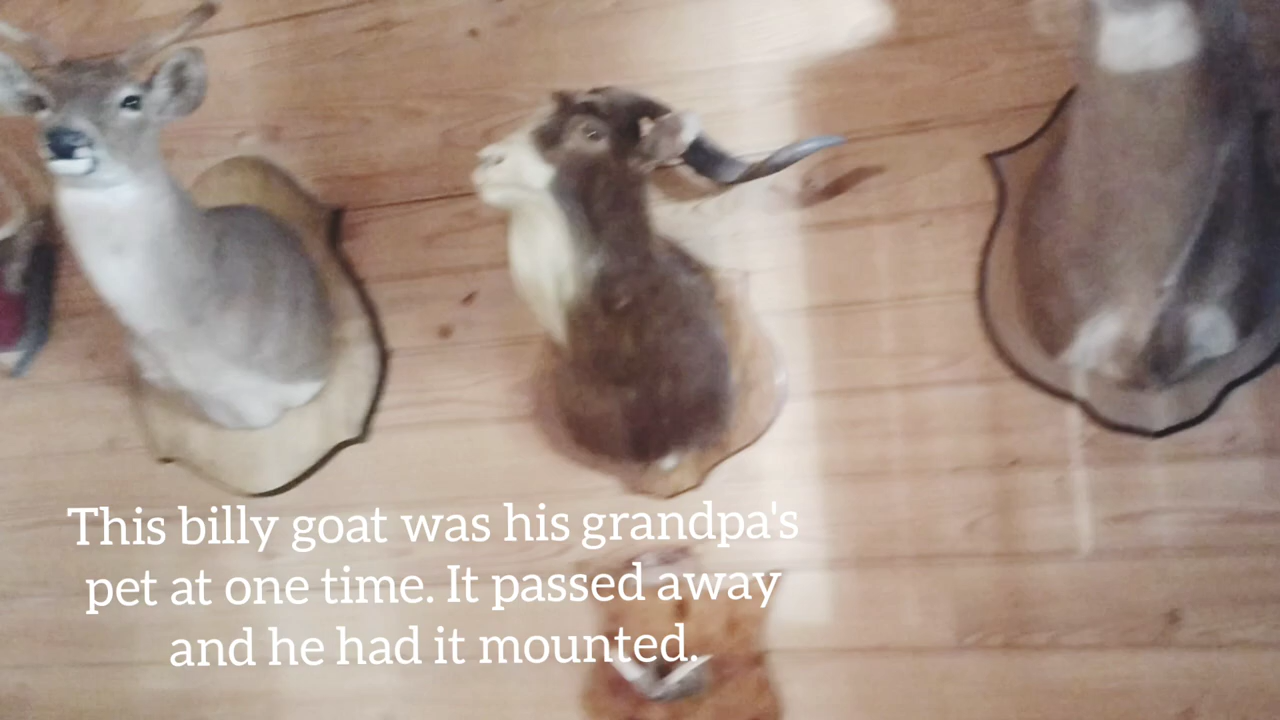 This billy goat was his grandpa's
pet at one time. It passed away
and he had it mounted.